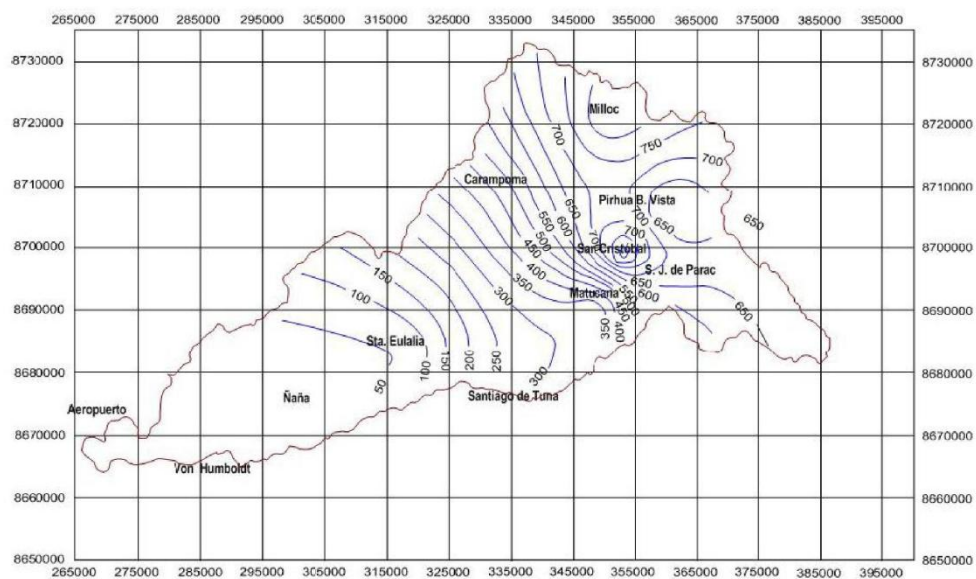 265000 275000 285000 295000 305000 315000 325000 335000 345000 355000 365000 375000 385000 395000
8730000 8730000
Milloc
8720000 8720000
700 750 700
Carampoma
8710000 8710000
Pirhua B. Vista
650 550 600 700 700 650 650
8700000 8700000
500 450 700 San Cristóbal
150 400 S. J. de Parac
100 350 300 Matucana 550 650 600
8690000 8690000
450 350 400 650
Sta. Eulalia
150 200 250
8680000 8680000
50 100 300
Ñaña Santiago de Tuna
Aeropuerto
8670000 8670000
Von Humboldt
8660000 8660000
8650000 8650000
265000 275000 285000 295000 305000 315000 325000 335000 345000 355000 365000 375000 385000 395000